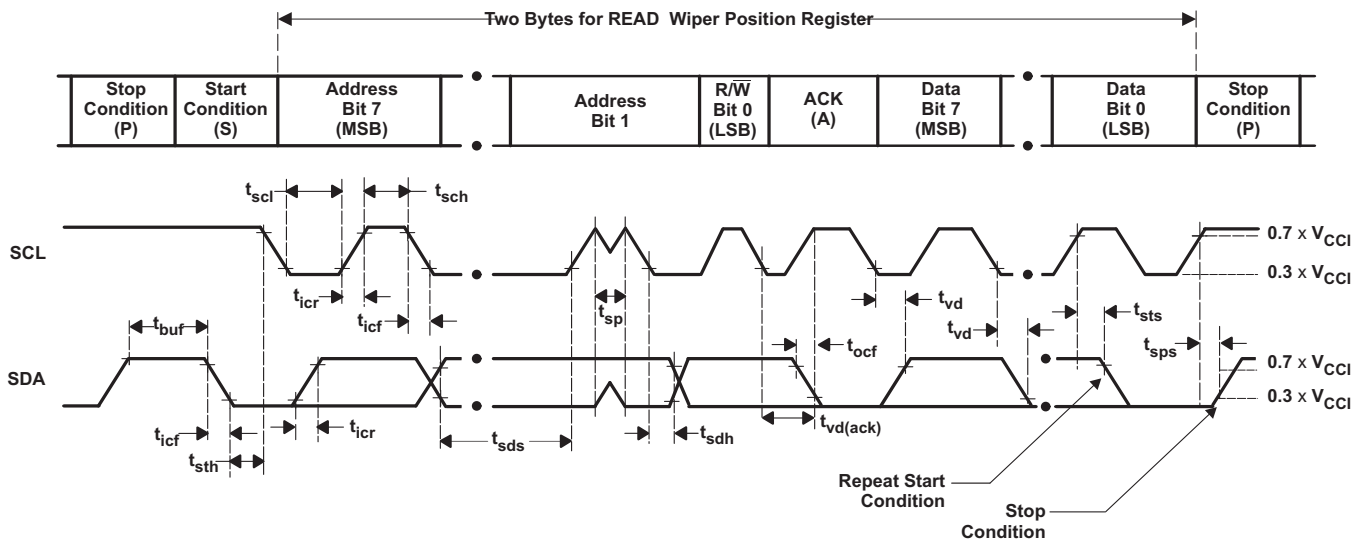 Two Bytes for READ Wiper Position Register
Stop
Condition
(P)
Start
Condition
(S)
Address
Bit 7
(MSB)
Address
Bit 1
R/W̅
Bit 0
(LSB)
ACK
(A)
Data
Bit 7
(MSB)
Data
Bit 0
(LSB)
Stop
Condition
(P)
tscl
tsch
SCL
0.7 x VCCI
0.3 x VCCI
ticr
ticf
tsp
tvd
tvd
tsts
tbuf
tocf
tsps
SDA
0.7 x VCCI
0.3 x VCCI
ticf
ticr
tsth
tsds
tsdh
tvd(ack)
Repeat Start
Condition
Stop
Condition